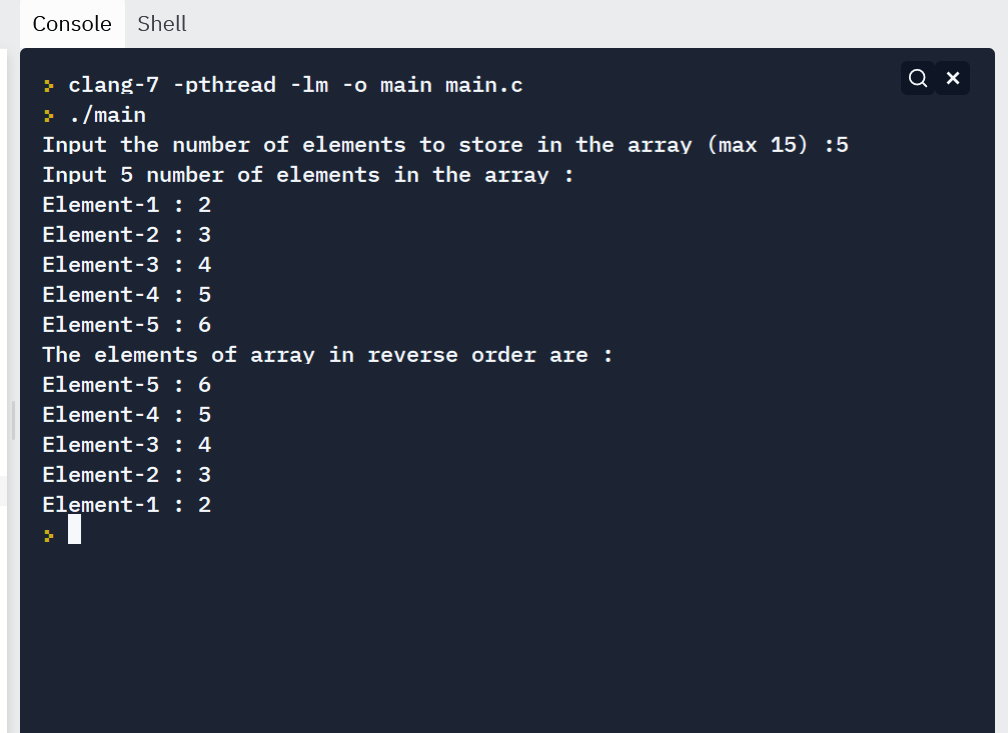 Console Shell
> clang-7 -pthread -lm -o main main.c
> ./main
Input the number of elements to store in the array (max 15) :5
Input 5 number of elements in the array :
Element-1 : 2
Element-2 : 3
Element-3 : 4
Element-4 : 5
Element-5 : 6
The elements of array in reverse order are :
Element-5 : 6
Element-4 : 5
Element-3 : 4
Element-2 : 3
Element-1 : 2
>